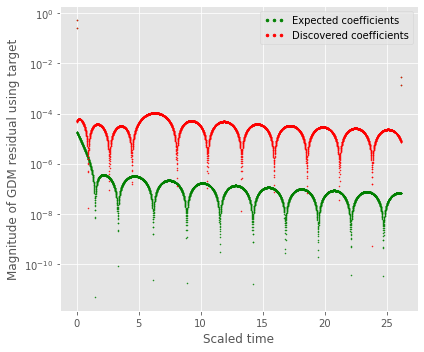 Expected coefficients
Discovered coefficients
Magnitude of GDM residual using target
10⁰
10⁻²
10⁻⁴
10⁻⁶
10⁻⁸
10⁻¹⁰
0 5 10 15 20 25
Scaled time